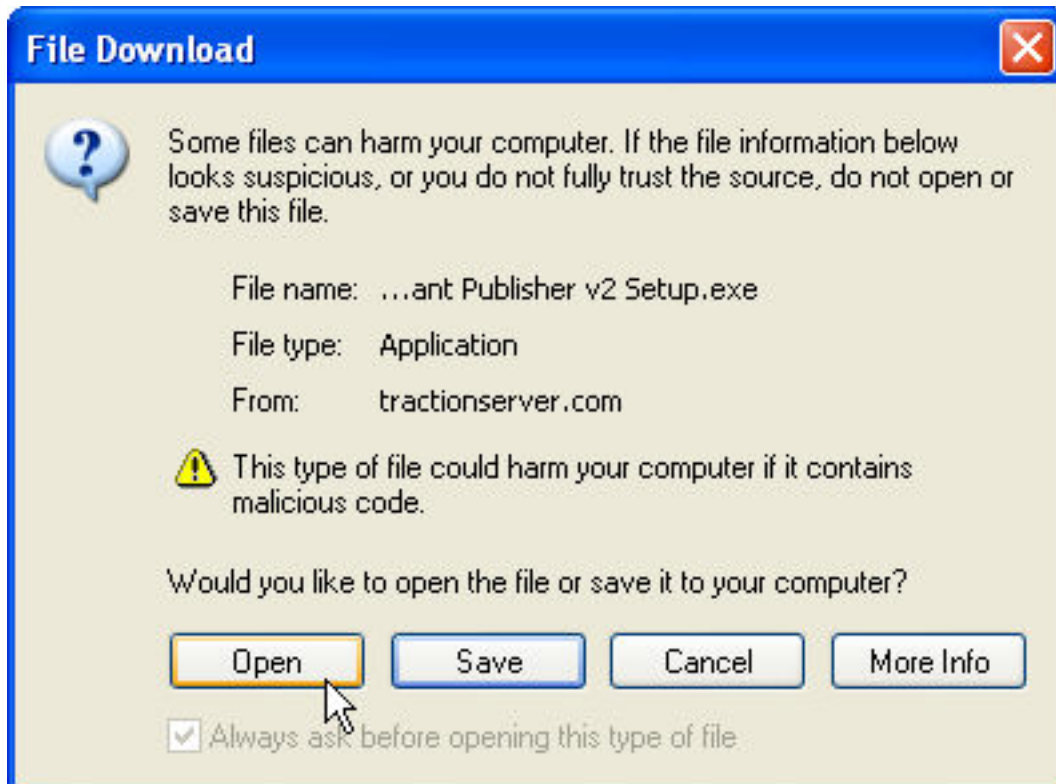 File Download
Some files can harm your computer. If the file information below
looks suspicious, or you do not fully trust the source, do not open or
save this file.
File name: ...ant Publisher v2 Setup.exe
File type: Application
From: tractionserver.com
This type of file could harm your computer if it contains
malicious code.
Would you like to open the file or save it to your computer?
Open Save Cancel More Info
Always ask before opening this type of file